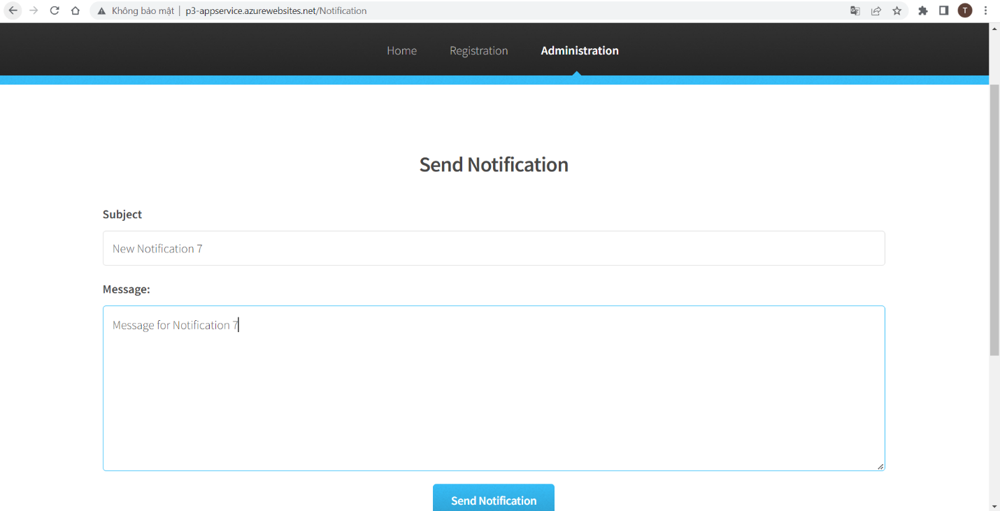 Không bảo mật | p3-appservice.azurewebsites.net/Notification
T
Home Registration Administration
Send Notification
Subject
New Notification 7
Message:
Message for Notification 7
Send Notification